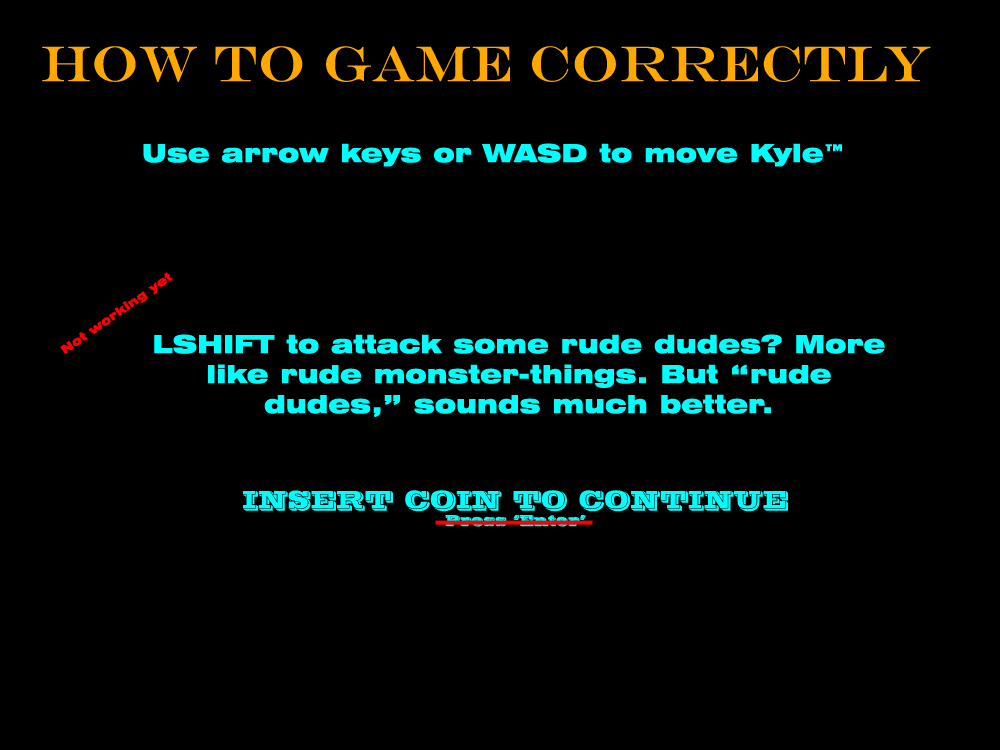 HOW TO GAME CORRECTLY
Use arrow keys or WASD to move Kyle™
Not working yet
LSHIFT to attack some rude dudes? More
like rude monster-things. But “rude
dudes,” sounds much better.
INSERT COIN TO CONTINUE
Press 'Enter'